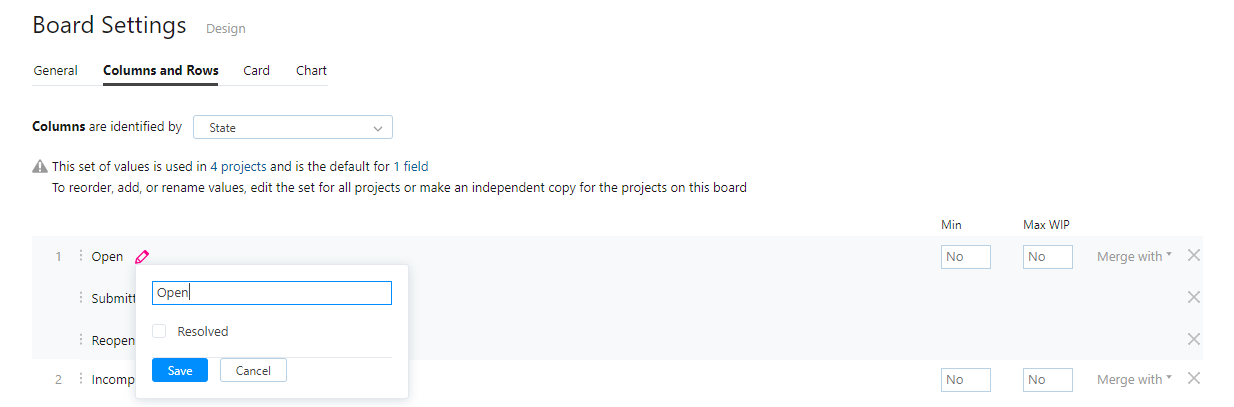 Board Settings Design
General Columns and Rows Card Chart
Columns are identified by State
This set of values is used in 4 projects and is the default for 1 field
To reorder, add, or rename values, edit the set for all projects or make an independent copy for the projects on this board
Min Max WIP
1 Open No No Merge with
Open
Submitt
Resolved
Reopen
Save Cancel
2 Incomp No No Merge with